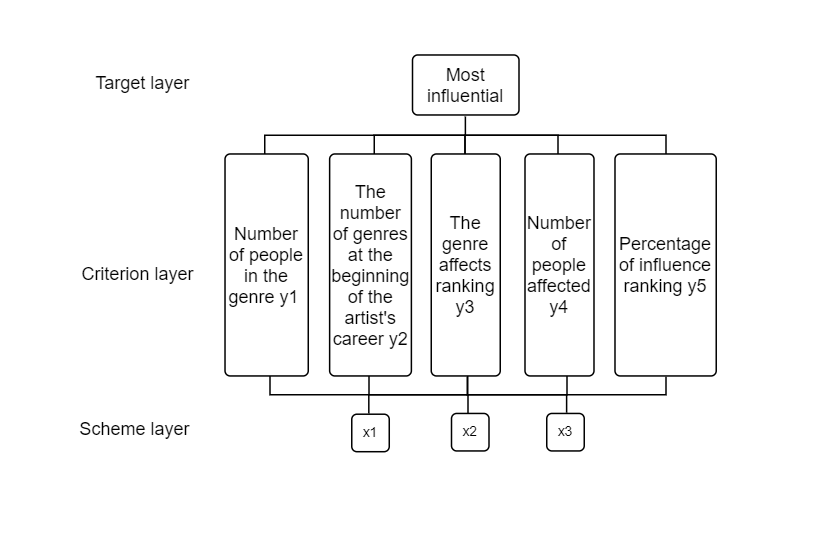 Target layer
Most
influential
Criterion layer
Number
of people
in the
genre y1
The
number
of genres
at the
beginning
of the
artist's
career y2
The
genre
affects
ranking
y3
Number
of
people
affected
y4
Percentage
of influence
ranking y5
Scheme layer
x1
x2
x3